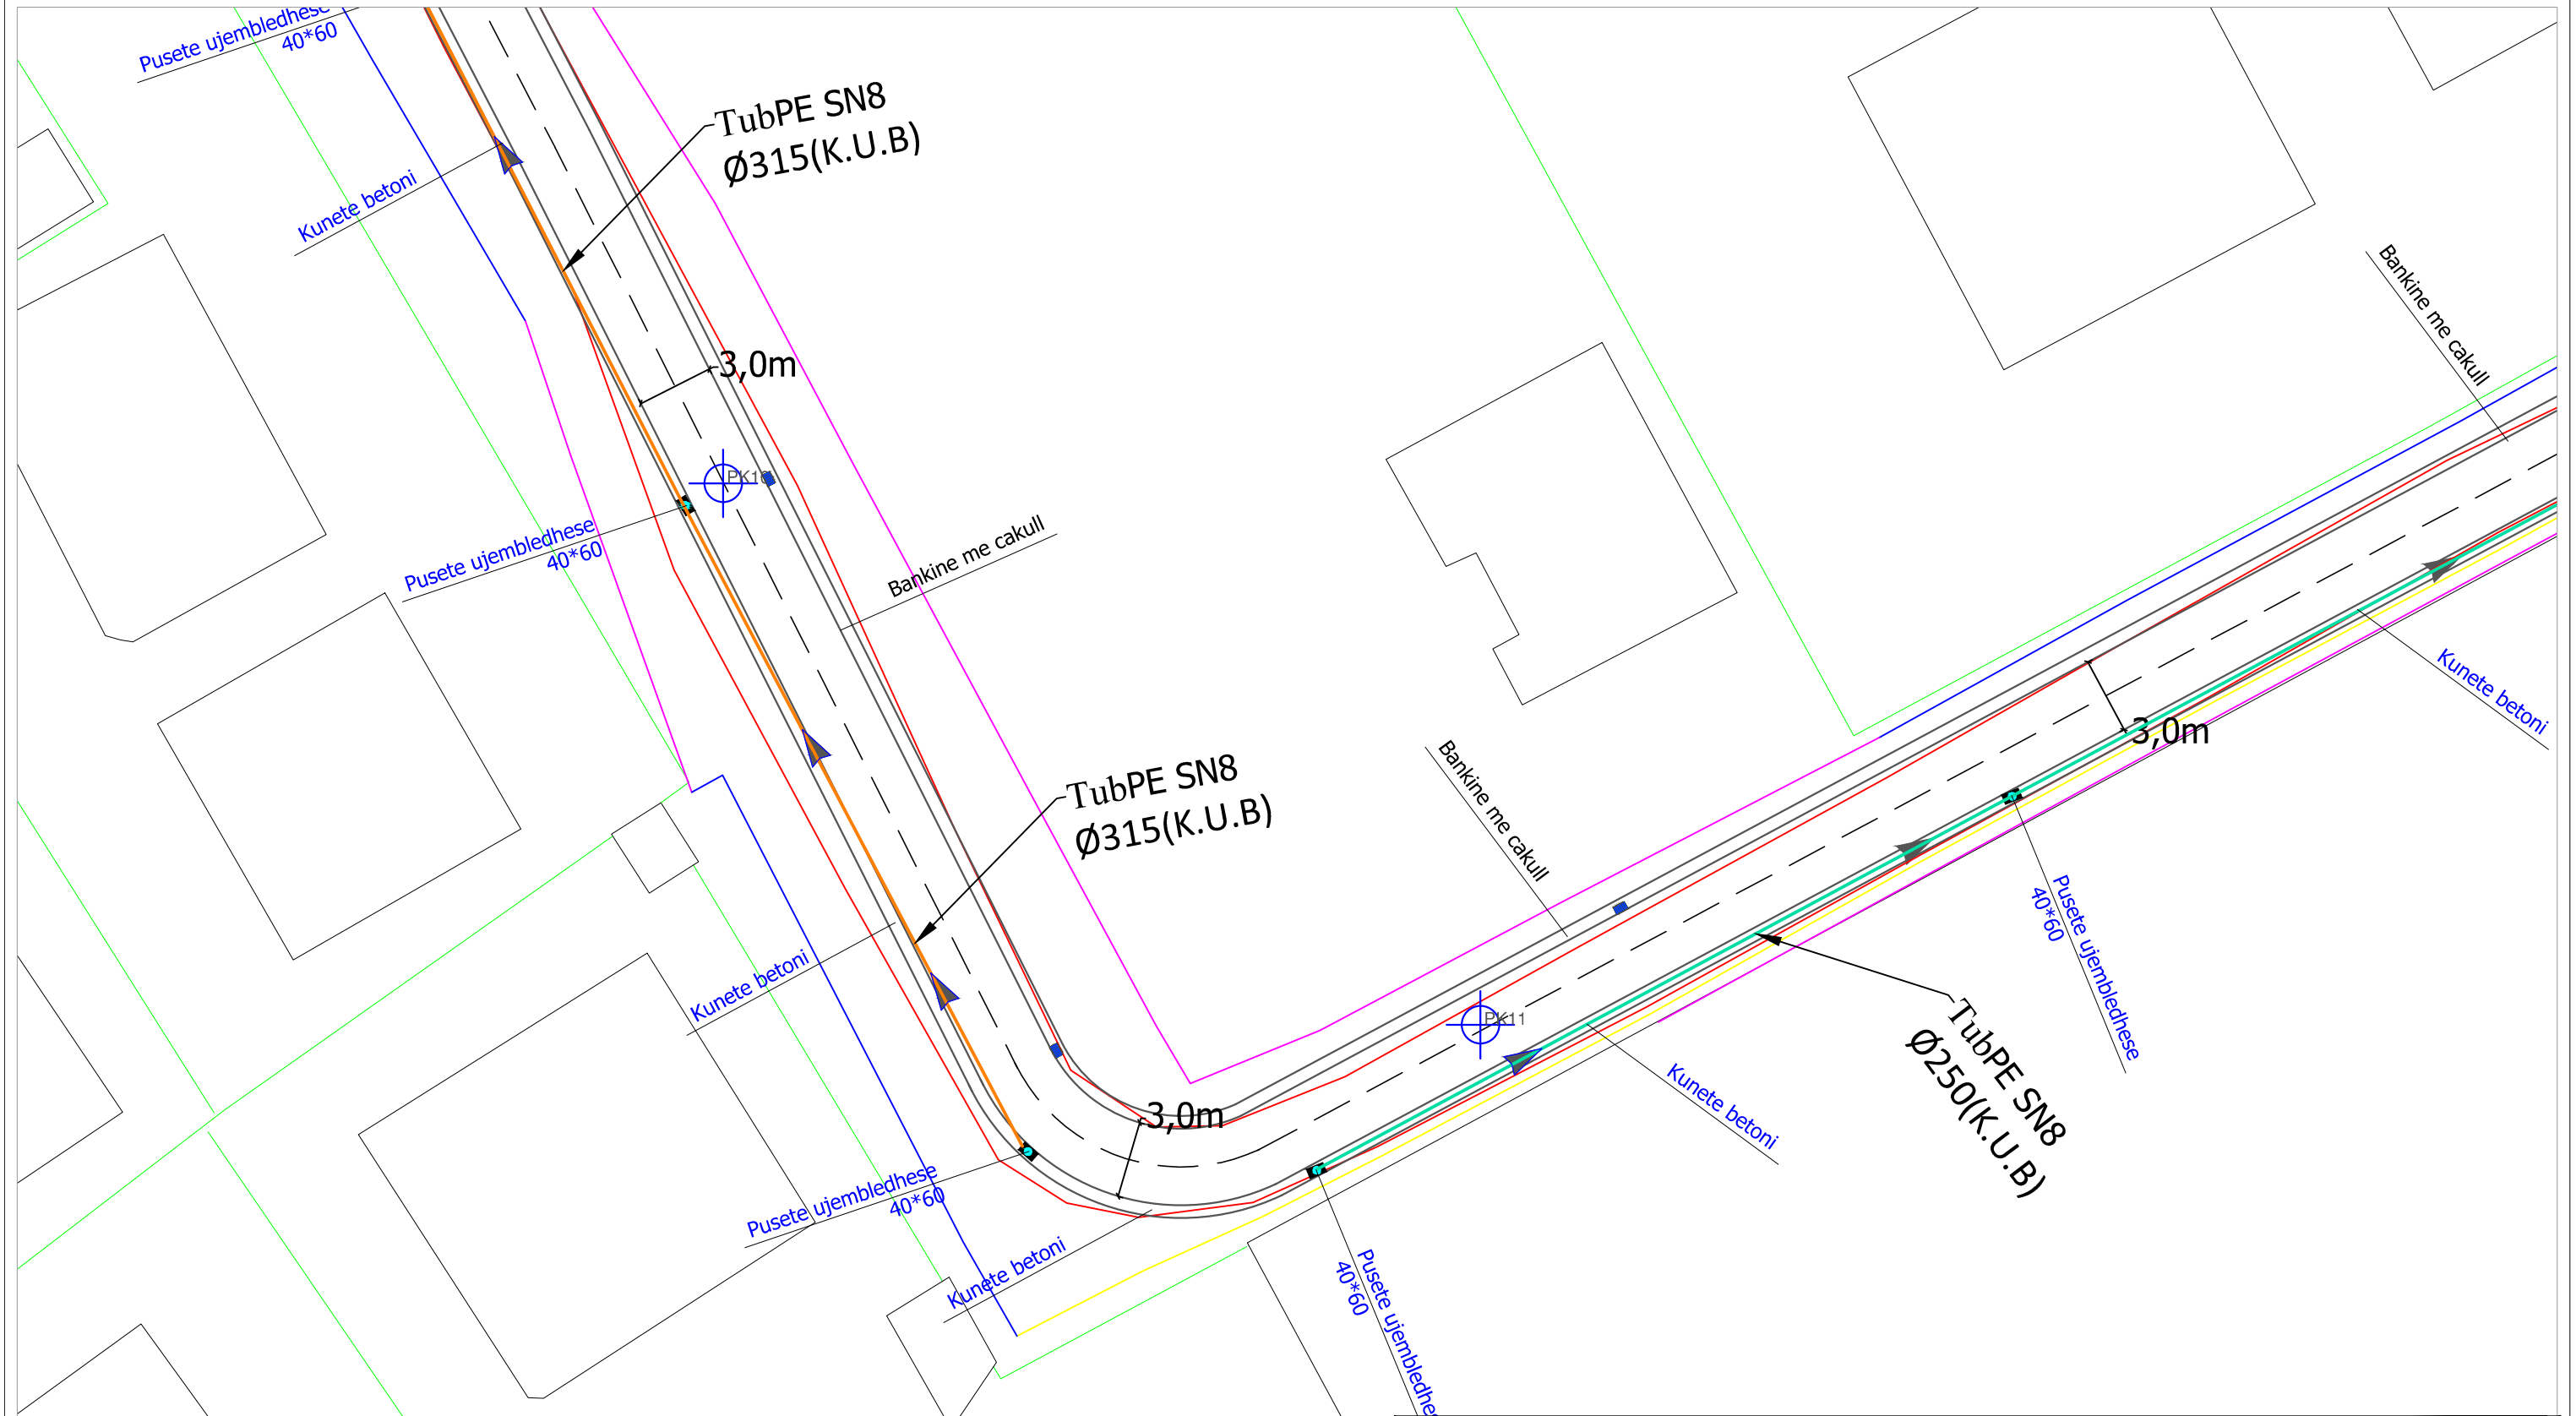 Pusete ujembledhese
40*60
TubPE SN8
Ø315(K.U.B)
Kunete betoni
Bankine me cakull
3,0m
PK10
Pusete ujembledhese
40*60
Bankine me cakull
Kunete betoni
3,0m
TubPE SN8
Ø315(K.U.B)
Bankine me cakull
Pusete ujembledhese
40*60
Kunete betoni
PK11
TubPE SN8
Ø250(K.U.B)
Kunete betoni
3,0m
Pusete ujembledhese
40*60
Kunete betoni
Pusete ujembledhese
40*60